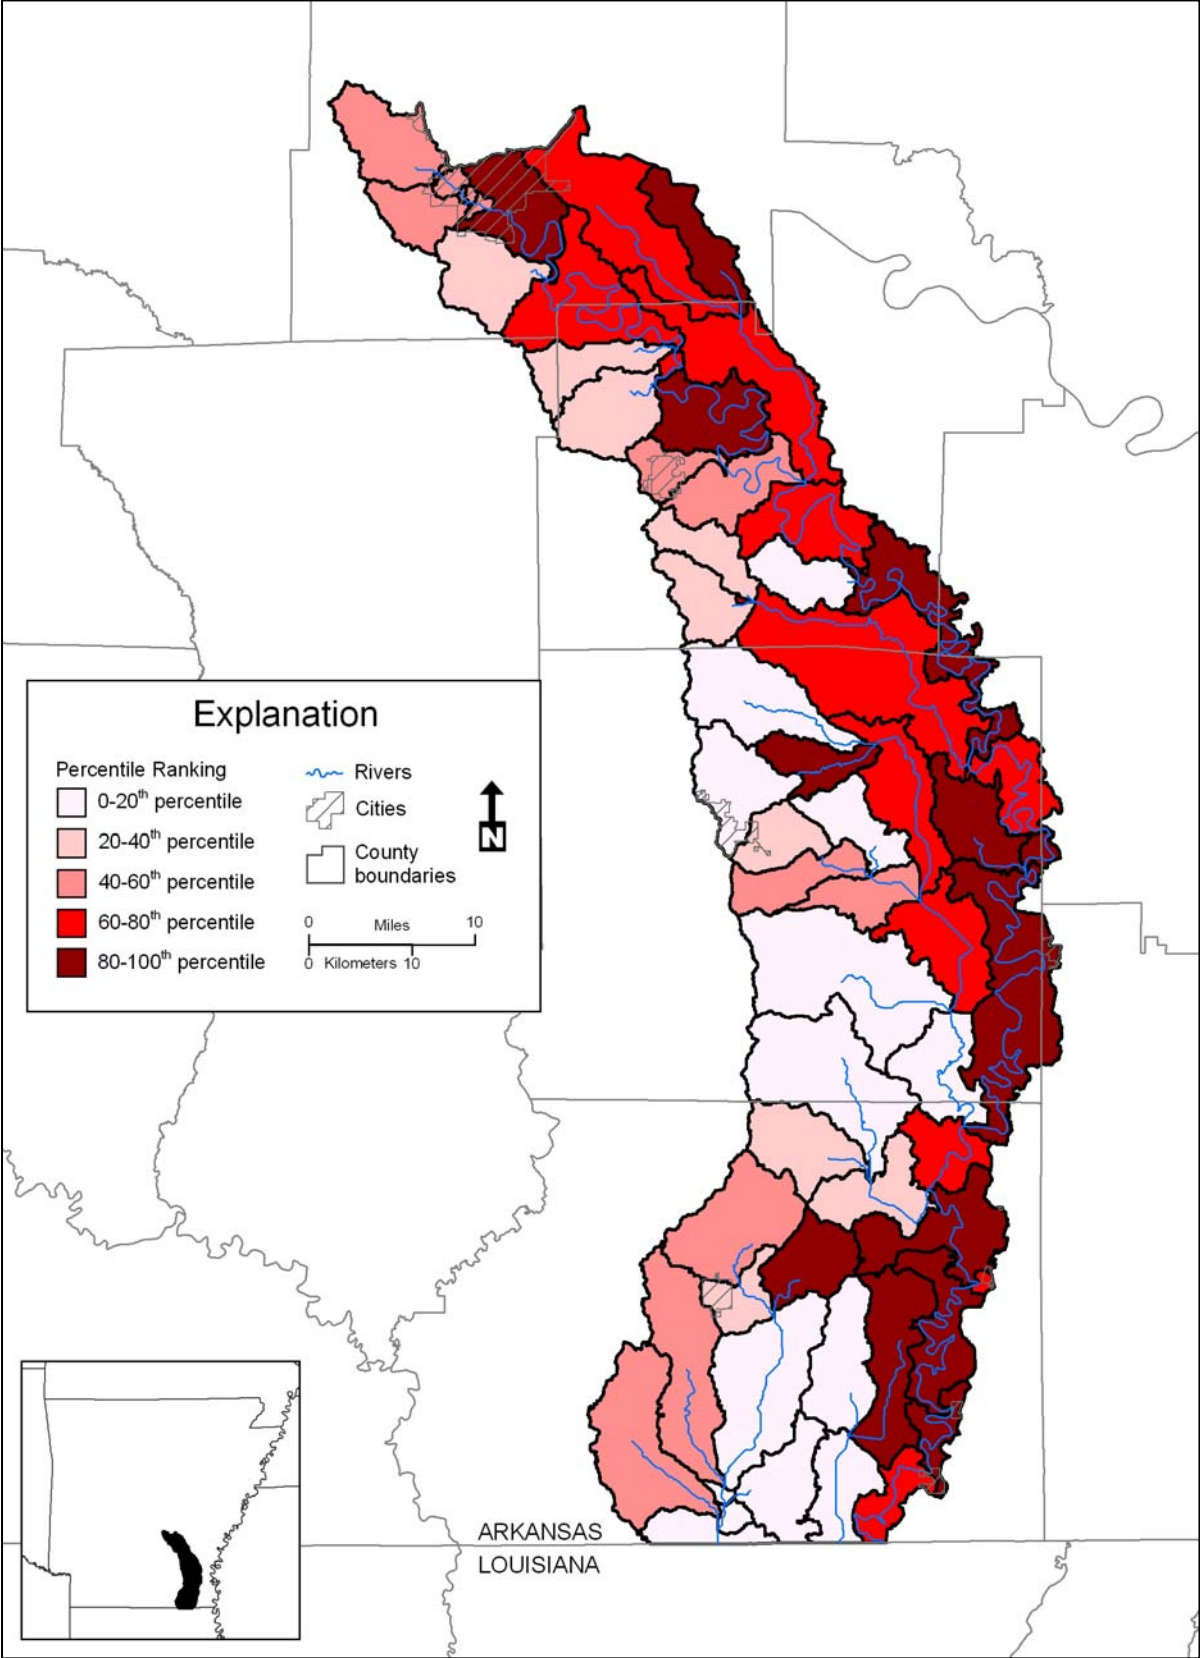 Explanation
Percentile Ranking
0-20th percentile
20-40th percentile
40-60th percentile
60-80th percentile
80-100th percentile
Rivers
Cities
County
boundaries
N
0 Miles 10
0 Kilometers 10
ARKANSAS
LOUISIANA